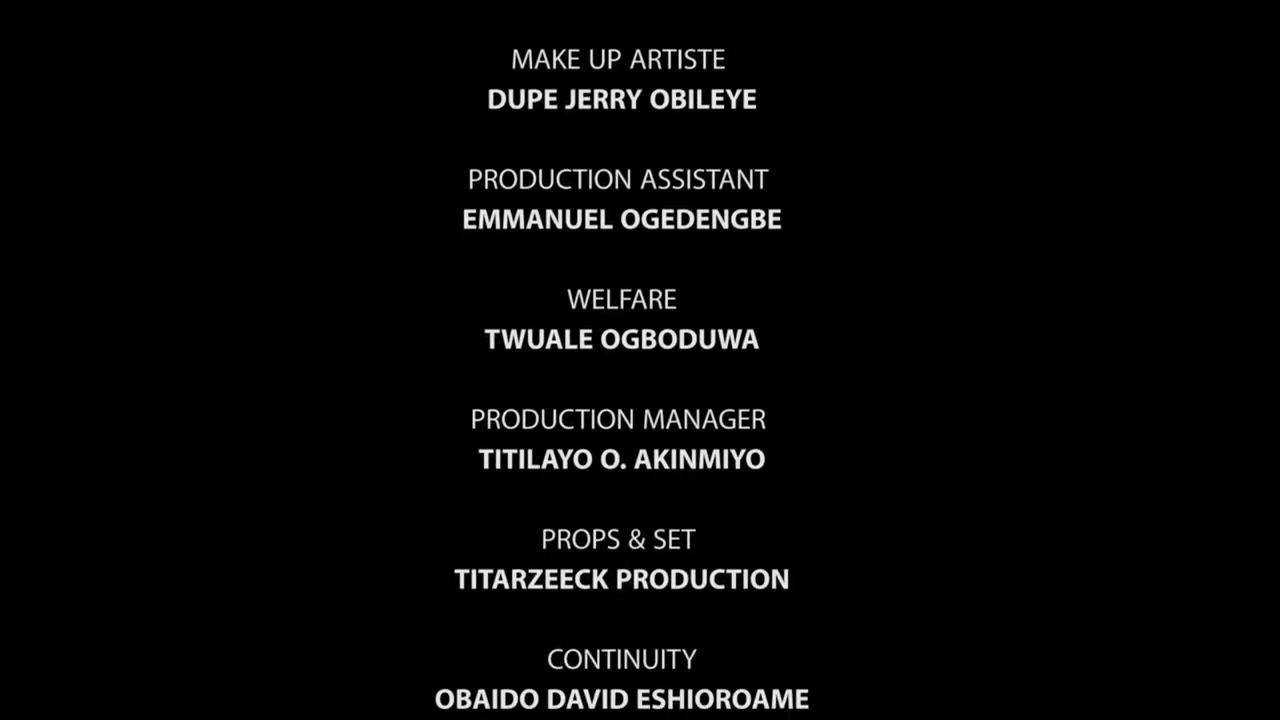 MAKE UP ARTISTE
DUPE JERRY OBILEYE
PRODUCTION ASSISTANT
EMMANUEL OGEDENGBE
WELFARE
TWUALE OGBODUWA
PRODUCTION MANAGER
TITILAYO O. AKINMIYO
PROPS & SET
TITARZEECK PRODUCTION
CONTINUITY
OBAIDO DAVID ESHIOROAME